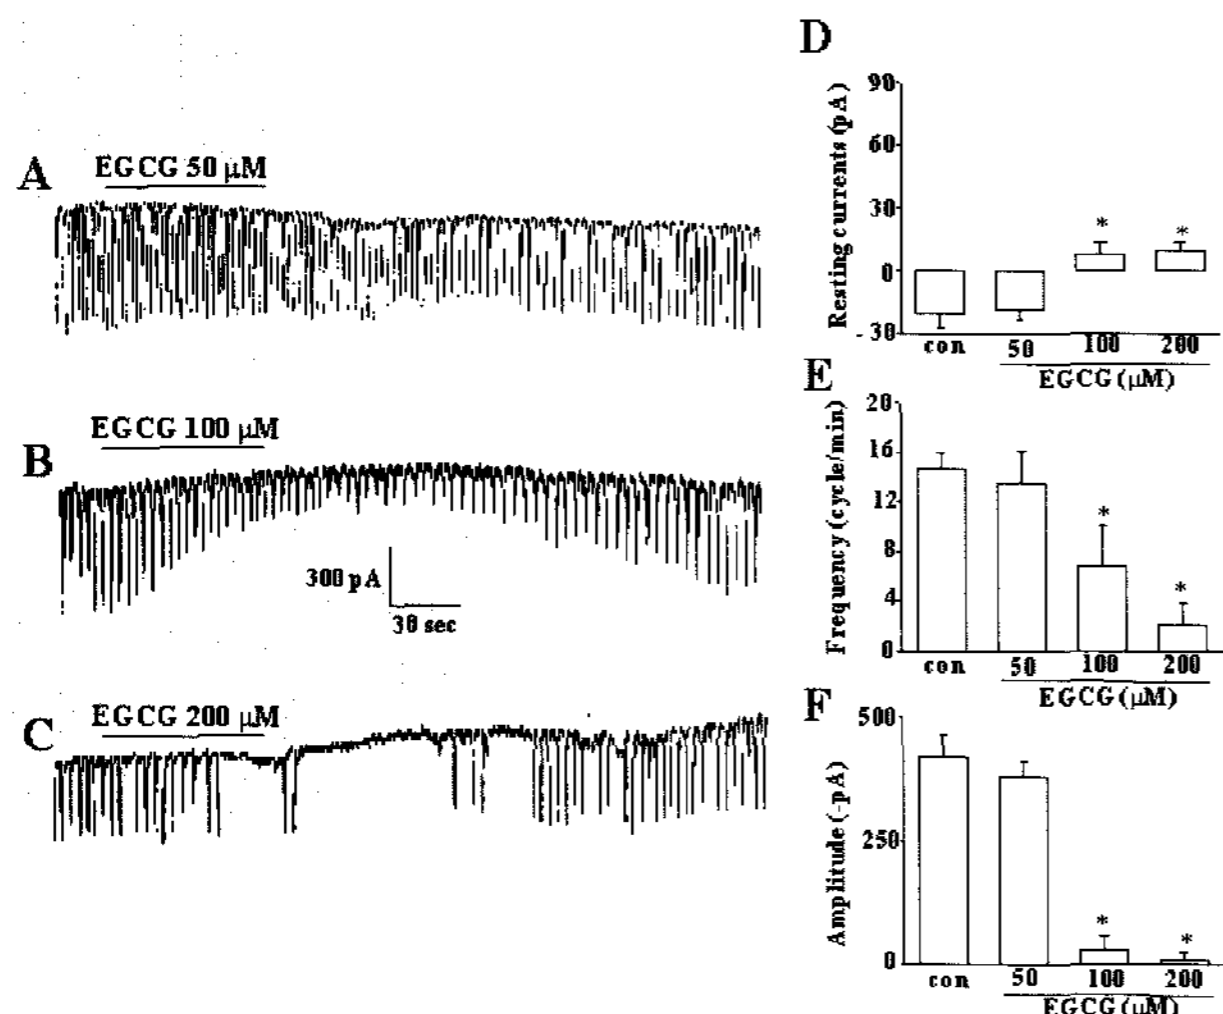 A
EGCG 50 μM
B
EGCG 100 μM
300 pA
30 sec
C
EGCG 200 μM
D
Resting currents (pA)
90
60
30
0
-30
*
*
con
50
100
200
EGCG (μM)
E
Frequency (cycle/min)
20
16
12
8
4
0
*
*
con
50
100
200
EGCG (μM)
F
Amplitude (-pA)
500
250
0
*
*
con
50
100
200
EGCG (μM)